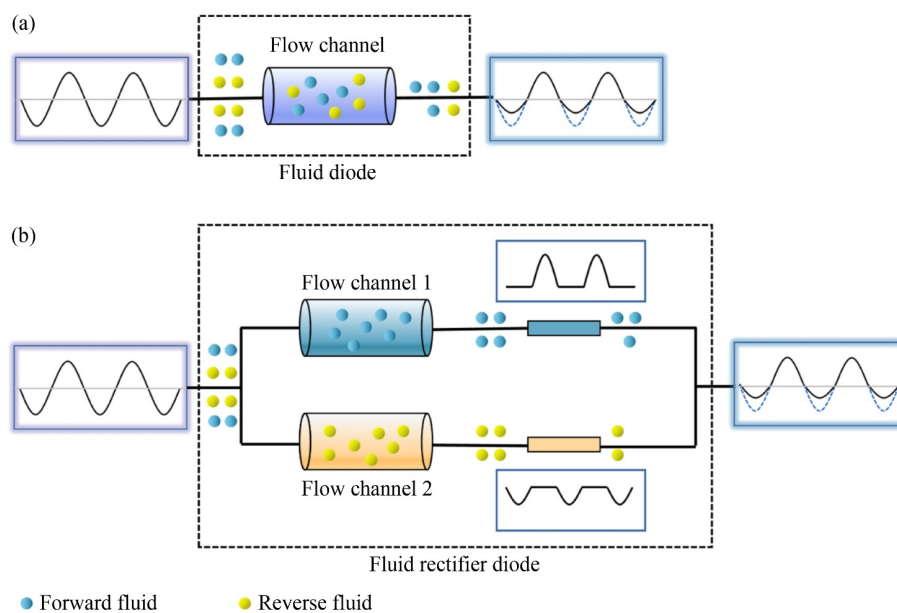 (a)
Flow channel
Fluid diode
(b)
Flow channel 1
Flow channel 2
Fluid rectifier diode
Forward fluid
Reverse fluid